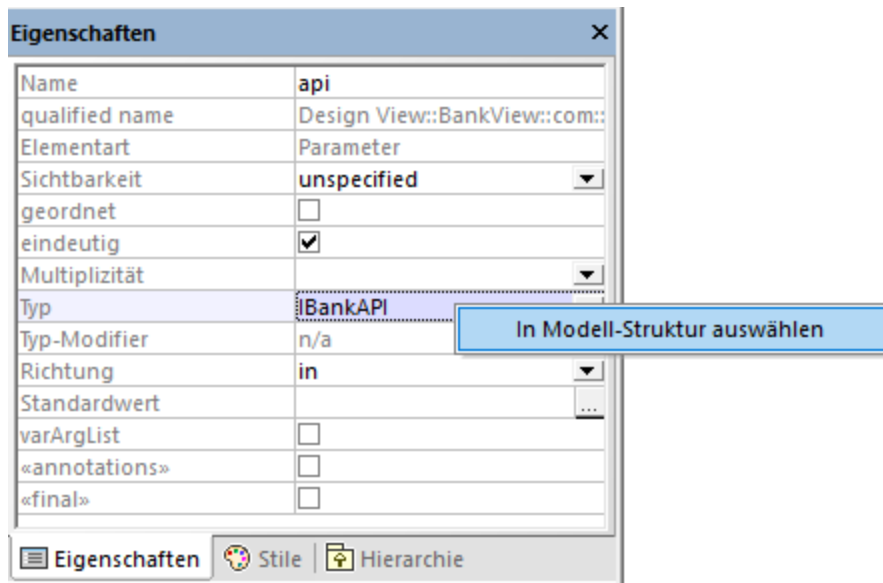 Eigenschaften
Name api
qualified name Design View::BankView::com::
Elementart Parameter
Sichtbarkeit unspecified
geordnet
eindeutig
Multiplizität
Typ IBankAPI
In Modell-Struktur auswählen
Typ-Modifier n/a
Richtung in
Standardwert ...
varArgList
«annotations»
«final»
Eigenschaften Stile Hierarchie